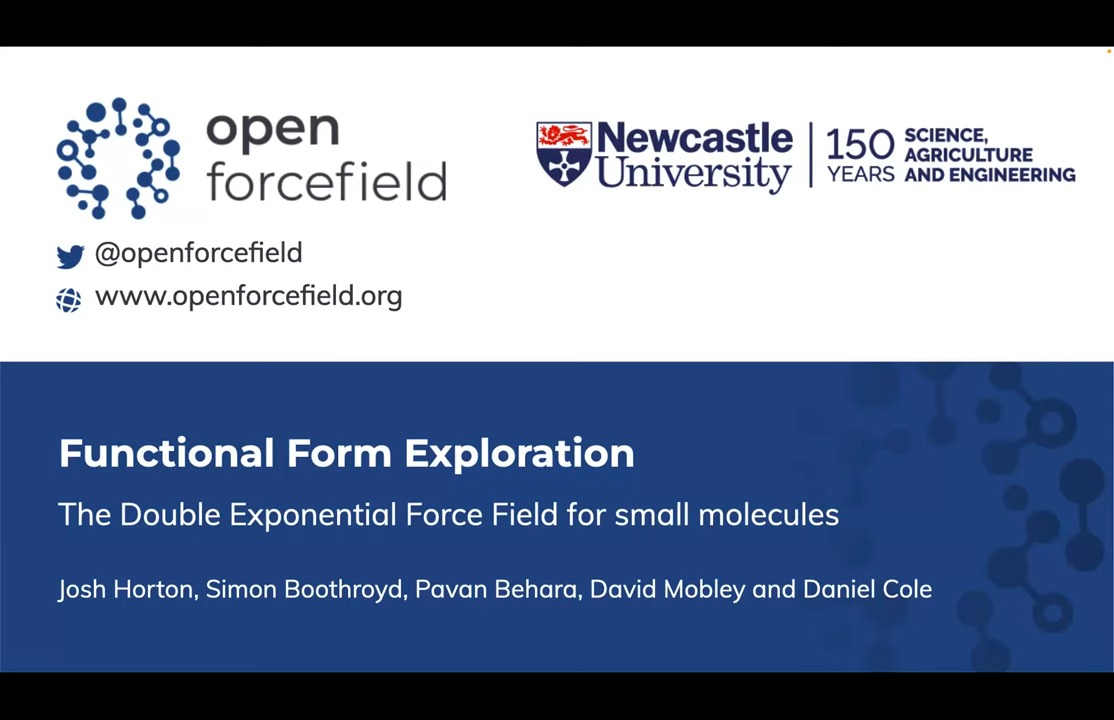 open
forcefield
Newcastle
University
150
YEARS
SCIENCE,
AGRICULTURE
AND ENGINEERING
@openforcefield
www.openforcefield.org
Functional Form Exploration
The Double Exponential Force Field for small molecules
Josh Horton, Simon Boothroyd, Pavan Behara, David Mobley and Daniel Cole